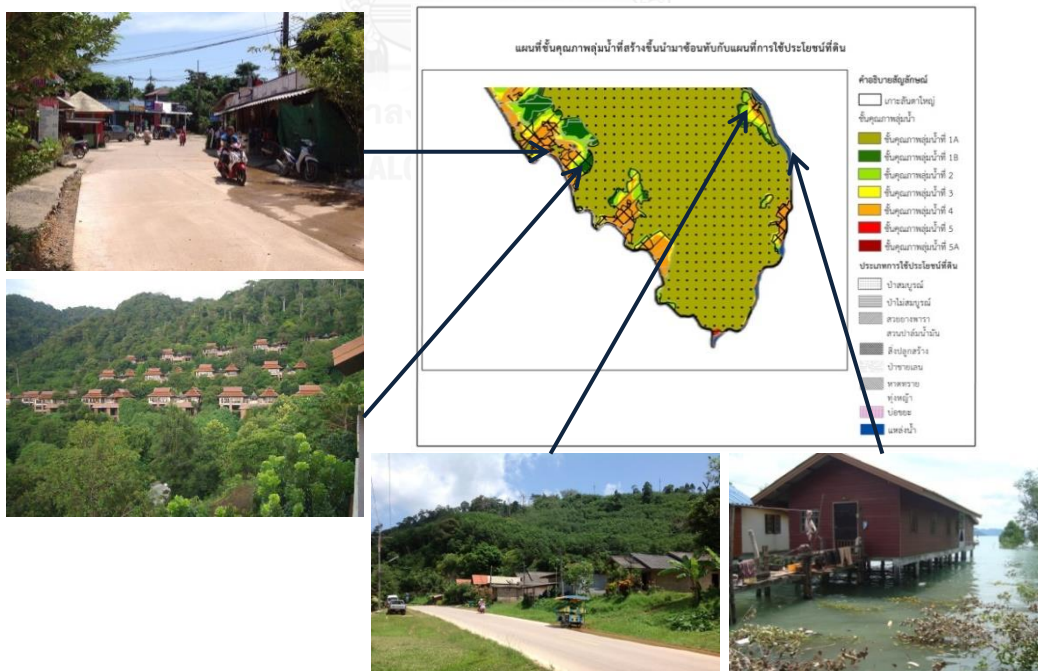 แผนที่ชั้นคุณภาพลุ่มน้ำที่สร้างขึ้นนำมาซ้อนทับกับแผนที่การใช้ประโยชน์ที่ดิน
คำอธิบายสัญลักษณ์
เกาะลันตาใหญ่
ชั้นคุณภาพลุ่มน้ำ
ชั้นคุณภาพลุ่มน้ำที่ 1A
ชั้นคุณภาพลุ่มน้ำที่ 1B
ชั้นคุณภาพลุ่มน้ำที่ 2
ชั้นคุณภาพลุ่มน้ำที่ 3
ชั้นคุณภาพลุ่มน้ำที่ 4
ชั้นคุณภาพลุ่มน้ำที่ 5
ชั้นคุณภาพลุ่มน้ำที่ 5A
ประเภทการใช้ประโยชน์ที่ดิน
ป่าสมบูรณ์
ป่าไม่สมบูรณ์
สวนยางพารา
สวนปาล์มน้ำมัน
สิ่งปลูกสร้าง
ป่าชายเลน
หาดทราย
ทุ่งหญ้า
บ่อขยะ
แหล่งน้ำ